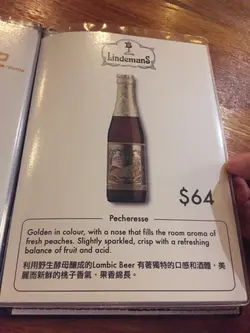 LindemanS
$64
Pecheresse
Golden in colour, with a nose that fills the room aroma of
fresh peaches. Slightly sparkled, crisp with a refreshing
balance of fruit and acid.
利用野生酵母釀成的Lambic Beer 有著獨特的口感和酒體，美
麗而新鮮的桃子香氣，果香綿長。